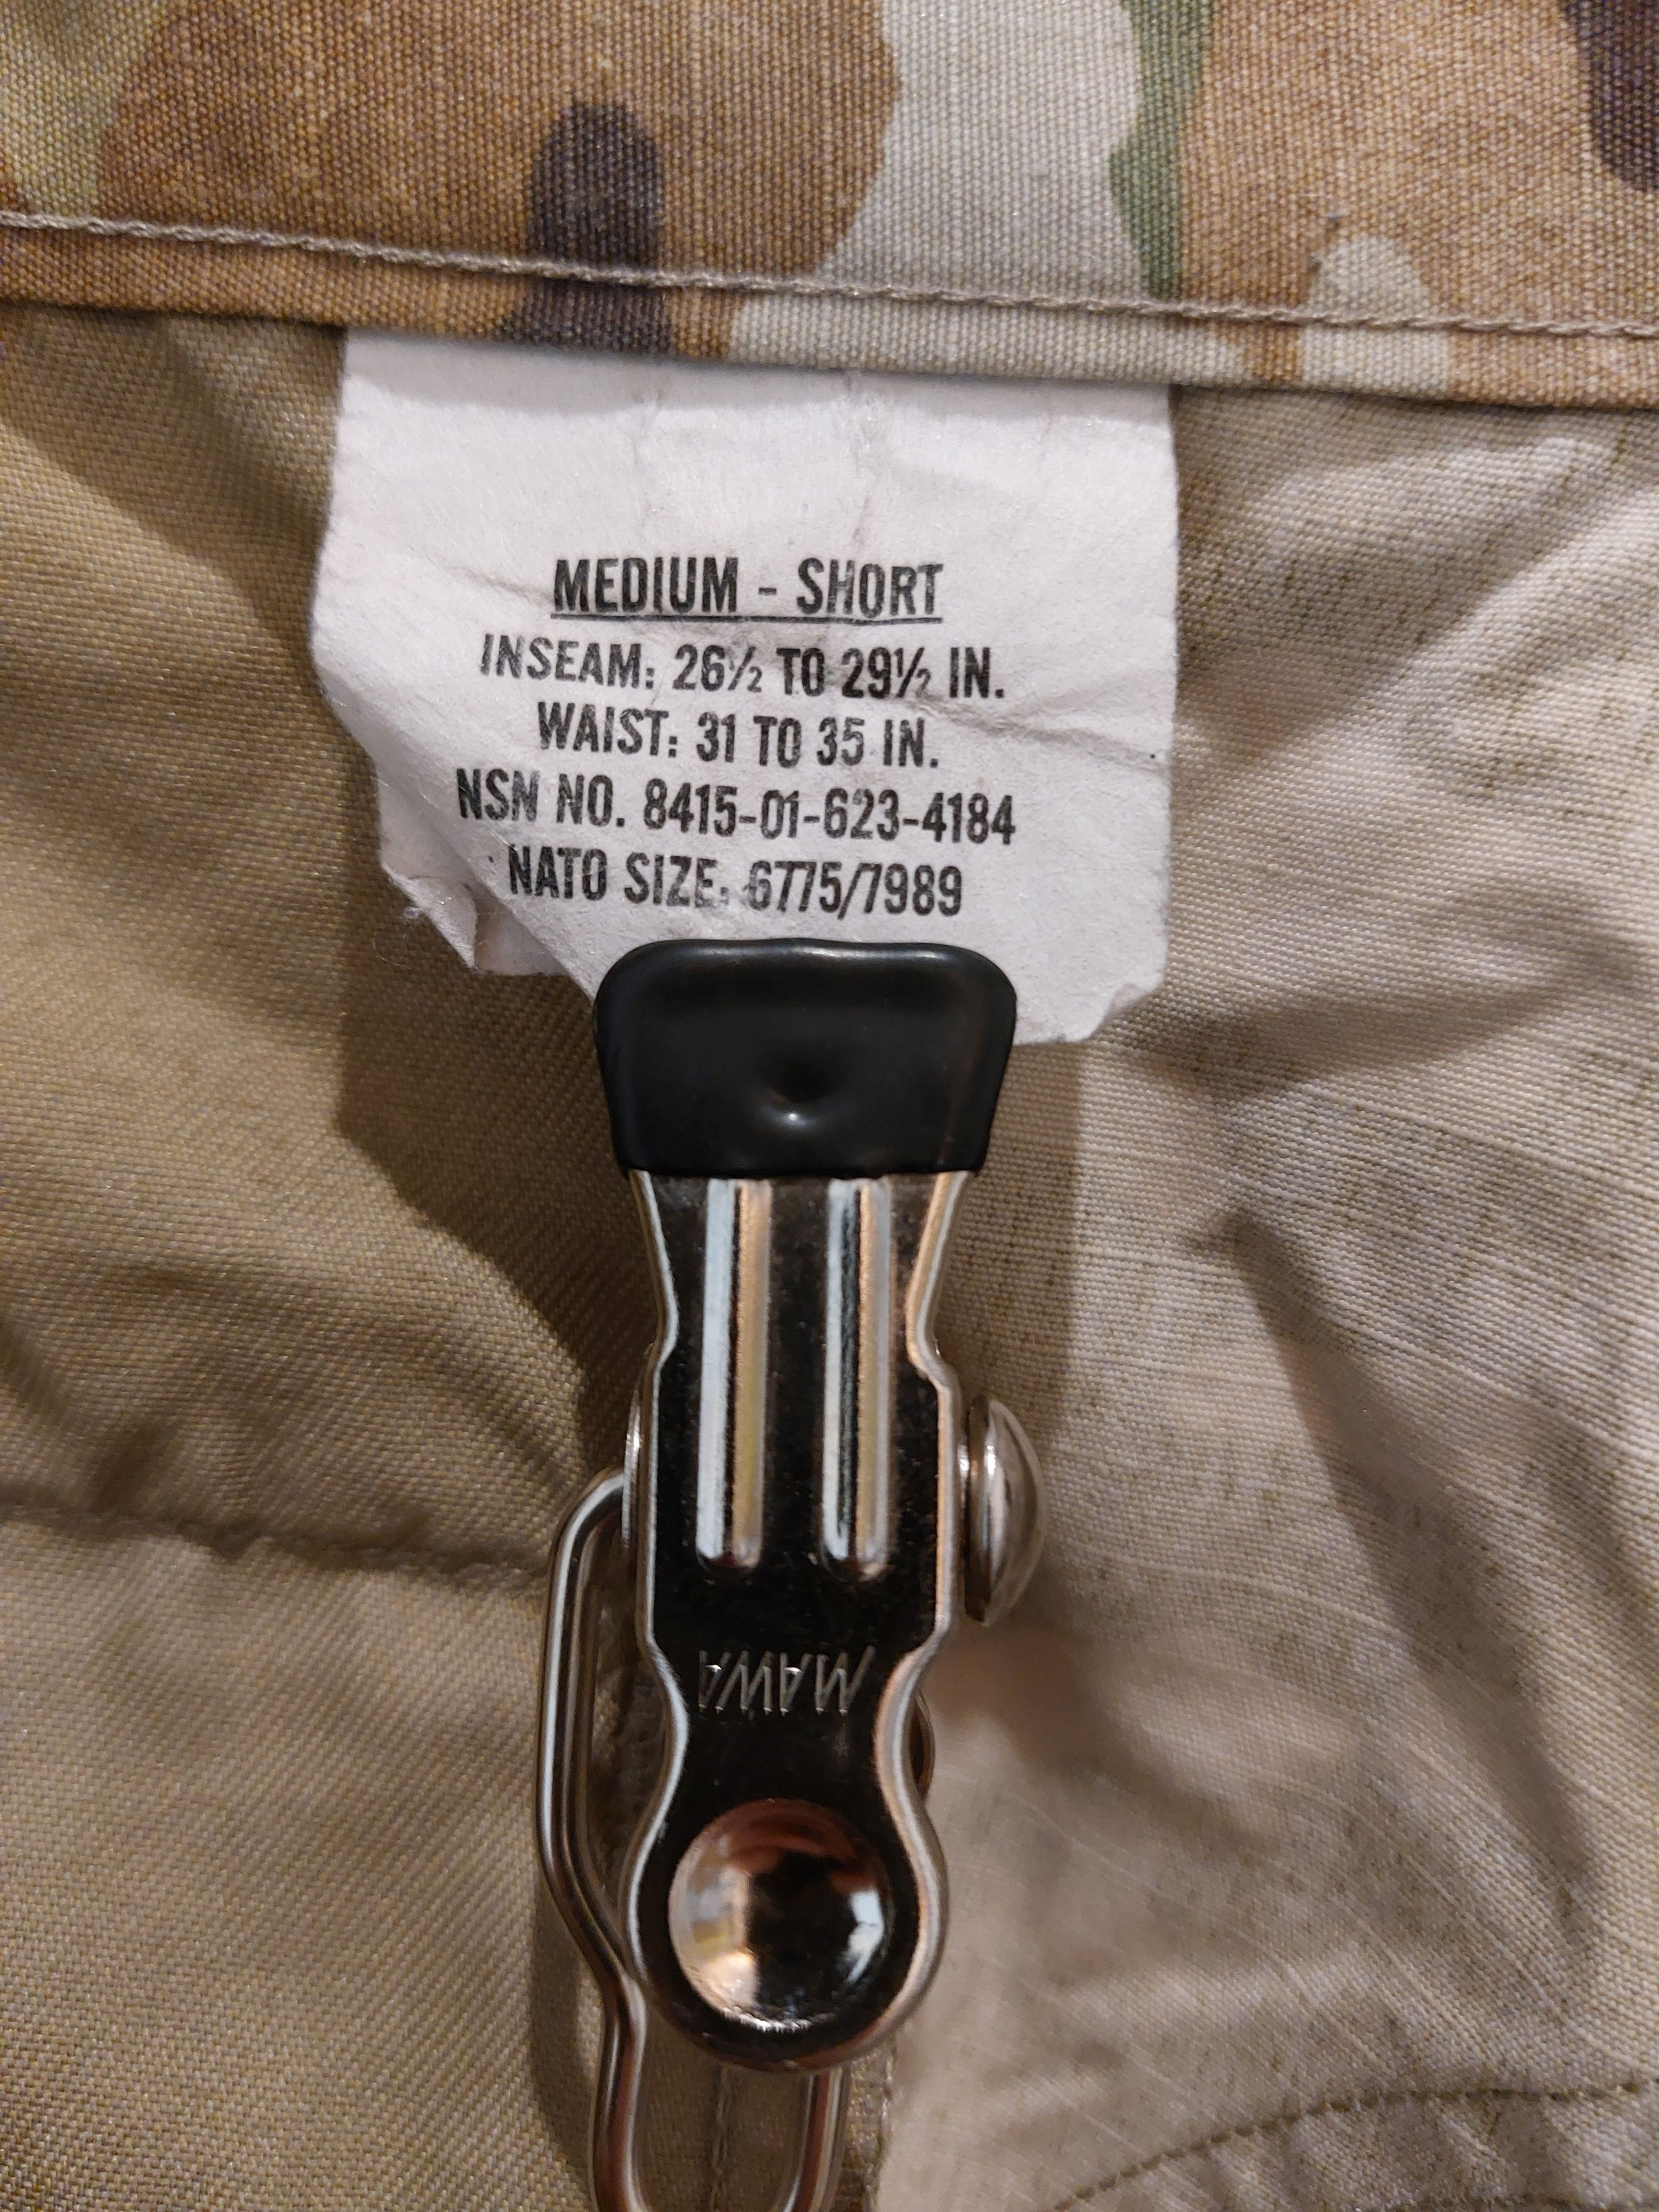 MEDIUM - SHORT
INSEAM: 26½ TO 29½ IN.
WAIST: 31 TO 35 IN.
NSN NO. 8415-01-623-4184
NATO SIZE: 6775/7989
MAWA